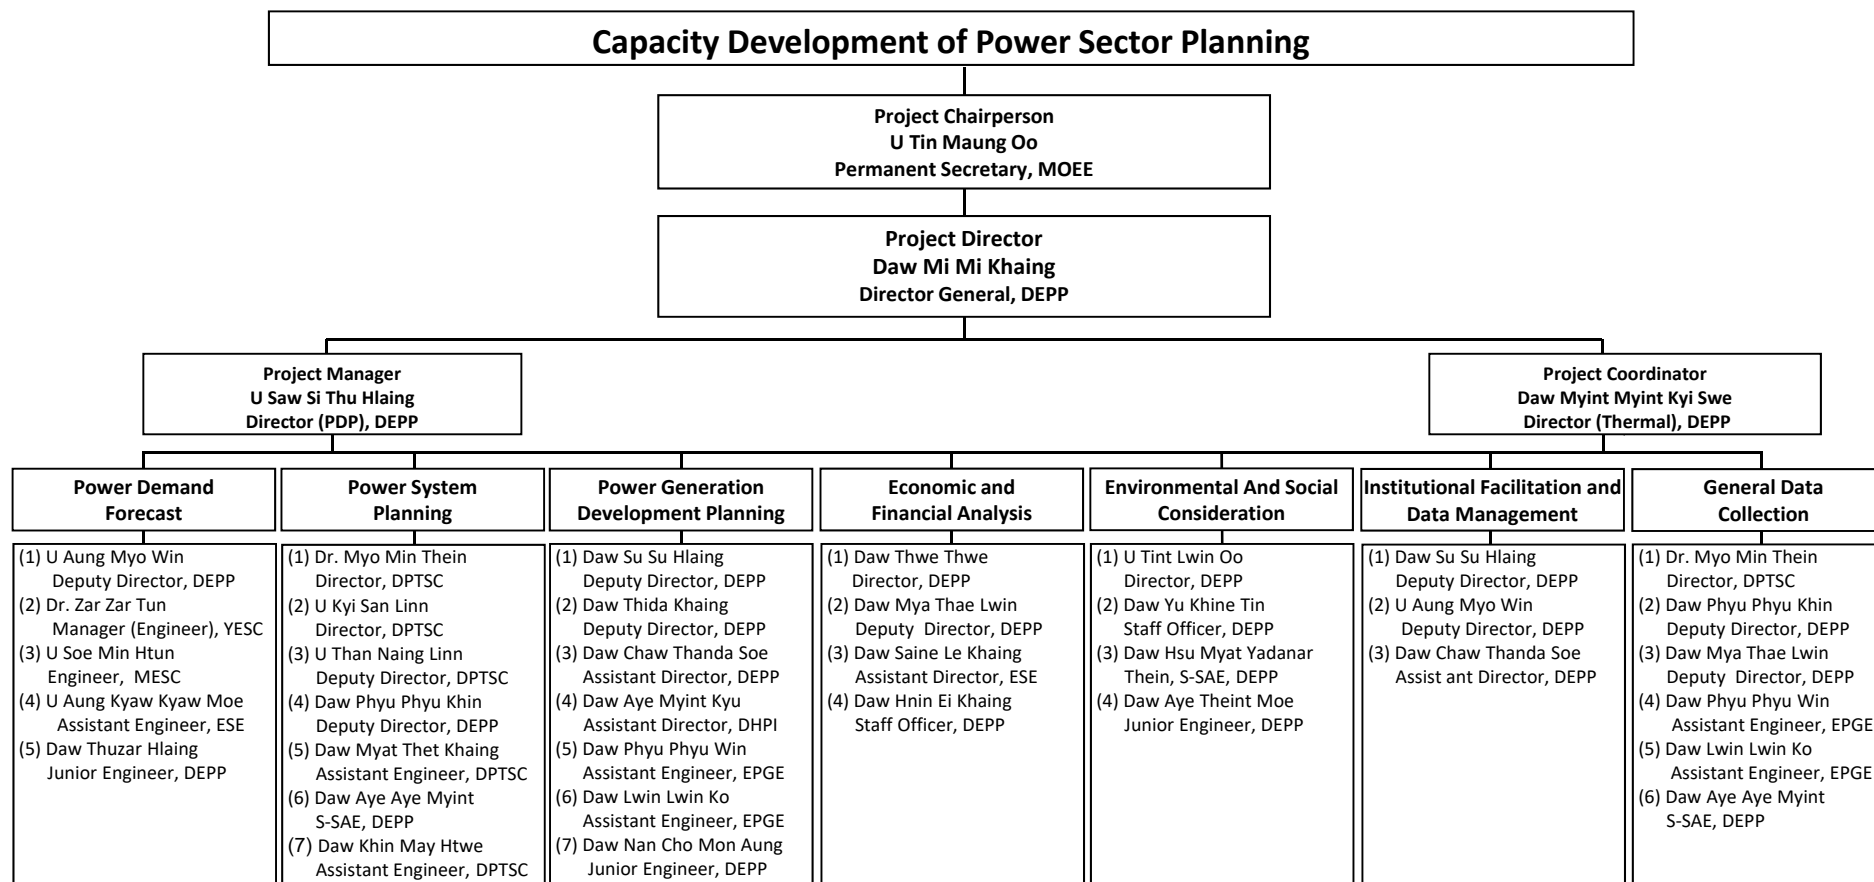 Capacity Development of Power Sector Planning
Project Chairperson
U Tin Maung Oo
Permanent Secretary, MOEE
Project Director
Daw Mi Mi Khaing
Director General, DEPP
Project Manager
U Saw Si Thu Hlaing
Director (PDP), DEPP
Project Coordinator
Daw Myint Myint Kyi Swe
Director (Thermal), DEPP
Power Demand
Forecast
(1) U Aung Myo Win
Deputy Director, DEPP
(2) Dr. Zar Zar Tun
Manager (Engineer), YESC
(3) U Soe Min Htun
Engineer, MESC
(4) U Aung Kyaw Kyaw Moe
Assistant Engineer, ESE
(5) Daw Thuzar Hlaing
Junior Engineer, DEPP
Power System
Planning
(1) Dr. Myo Min Thein
Director, DPTSC
(2) U Kyi San Linn
Director, DPTSC
(3) U Than Naing Linn
Deputy Director, DPTSC
(4) Daw Phyu Phyu Khin
Deputy Director, DEPP
(5) Daw Myat Thet Khaing
Assistant Engineer, DPTSC
(6) Daw Aye Aye Myint
S-SAE, DEPP
(7) Daw Khin May Htwe
Assistant Engineer, DPTSC
Power Generation
Development Planning
(1) Daw Su Su Hlaing
Deputy Director, DEPP
(2) Daw Thida Khaing
Deputy Director, DEPP
(3) Daw Chaw Thanda Soe
Assistant Director, DEPP
(4) Daw Aye Myint Kyu
Assistant Director, DHPI
(5) Daw Phyu Phyu Win
Assistant Engineer, EPGE
(6) Daw Lwin Lwin Ko
Assistant Engineer, EPGE
(7) Daw Nan Cho Mon Aung
Junior Engineer, DEPP
Economic and
Financial Analysis
(1) Daw Thwe Thwe
Director, DEPP
(2) Daw Mya Thae Lwin
Deputy Director, DEPP
(3) Daw Saine Le Khaing
Assistant Director, ESE
(4) Daw Hnin Ei Khaing
Staff Officer, DEPP
Environmental And Social
Consideration
(1) U Tint Lwin Oo
Director, DEPP
(2) Daw Yu Khine Tin
Staff Officer, DEPP
(3) Daw Hsu Myat Yadanar
Thein, S-SAE, DEPP
(4) Daw Aye Theint Moe
Junior Engineer, DEPP
Institutional Facilitation and
Data Management
(1) Daw Su Su Hlaing
Deputy Director, DEPP
(2) U Aung Myo Win
Deputy Director, DEPP
(3) Daw Chaw Thanda Soe
Assist ant Director, DEPP
General Data
Collection
(1) Dr. Myo Min Thein
Director, DPTSC
(2) Daw Phyu Phyu Khin
Deputy Director, DEPP
(3) Daw Mya Thae Lwin
Deputy Director, DEPP
(4) Daw Phyu Phyu Win
Assistant Engineer, EPGE
(5) Daw Lwin Lwin Ko
Assistant Engineer, EPGE
(6) Daw Aye Aye Myint
S-SAE, DEPP